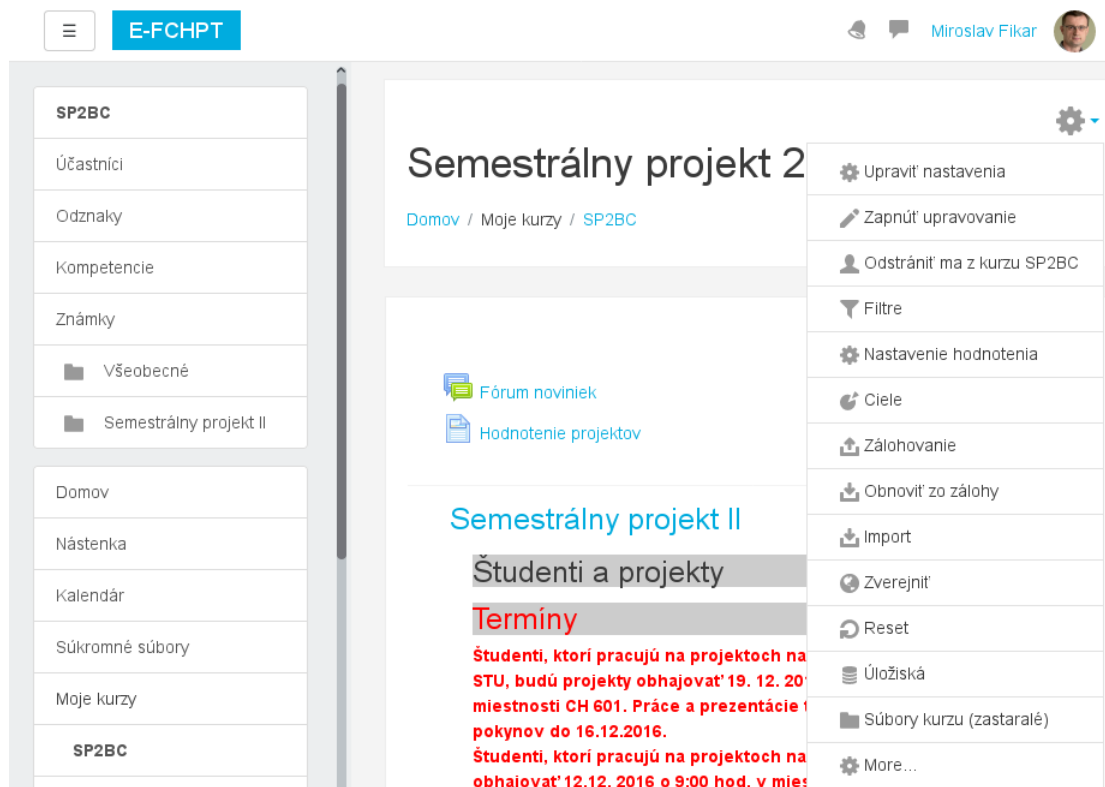 ☰ E-FCHPT
Miroslav Fikar
SP2BC
Účastníci
Odznaky
Kompetencie
Známky
Všeobecné
Semestrálny projekt II
Domov
Nástenka
Kalendár
Súkromné súbory
Moje kurzy
SP2BC
Semestrálny projekt 2
Domov / Moje kurzy / SP2BC
Fórum noviniek
Hodnotenie projektov
Semestrálny projekt II
Študenti a projekty
Termíny
Študenti, ktorí pracujú na projektoch na
STU, budú projekty obhajovať 19. 12. 20
miestnosti CH 601. Práce a prezentácie
pokynov do 16.12.2016.
Študenti, ktorí pracujú na projektoch na
obhajovať 12.12. 2016 o 9:00 hod. v
Upraviť nastavenia
Zapnúť upravovanie
Odstrániť ma z kurzu SP2BC
Filtre
Nastavenie hodnotenia
Ciele
Zálohovanie
Obnoviť zo zálohy
Import
Zverejniť
Reset
Úložiská
Súbory kurzu (zastaralé)
More...